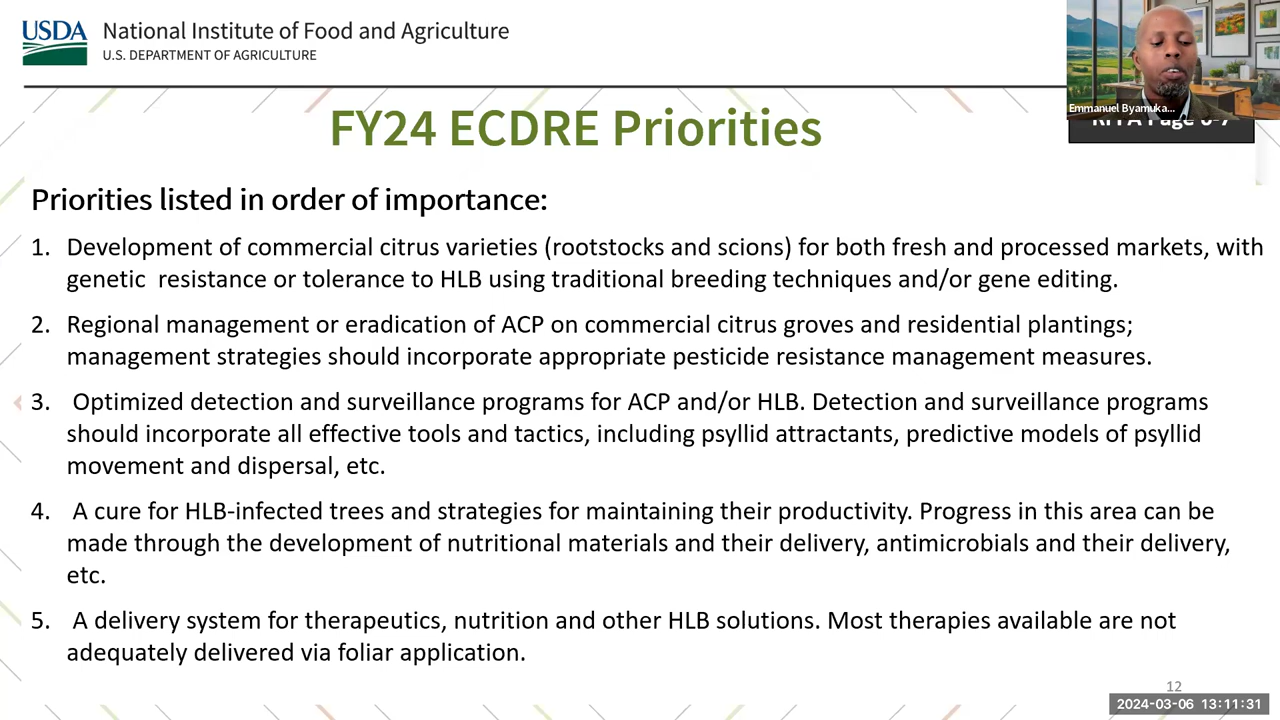 USDA
National Institute of Food and Agriculture
U.S. DEPARTMENT OF AGRICULTURE
Emmanuel Byamuka...
FY24 ECDRE Priorities
Priorities listed in order of importance:
1. Development of commercial citrus varieties (rootstocks and scions) for both fresh and processed markets, with
genetic  resistance or tolerance to HLB using traditional breeding techniques and/or gene editing.
2. Regional management or eradication of ACP on commercial citrus groves and residential plantings;
management strategies should incorporate appropriate pesticide resistance management measures.
3. Optimized detection and surveillance programs for ACP and/or HLB. Detection and surveillance programs
should incorporate all effective tools and tactics, including psyllid attractants, predictive models of psyllid
movement and dispersal, etc.
4. A cure for HLB-infected trees and strategies for maintaining their productivity. Progress in this area can be
made through the development of nutritional materials and their delivery, antimicrobials and their delivery,
etc.
5. A delivery system for therapeutics, nutrition and other HLB solutions. Most therapies available are not
adequately delivered via foliar application.
12
2024-03-06 13:11:31